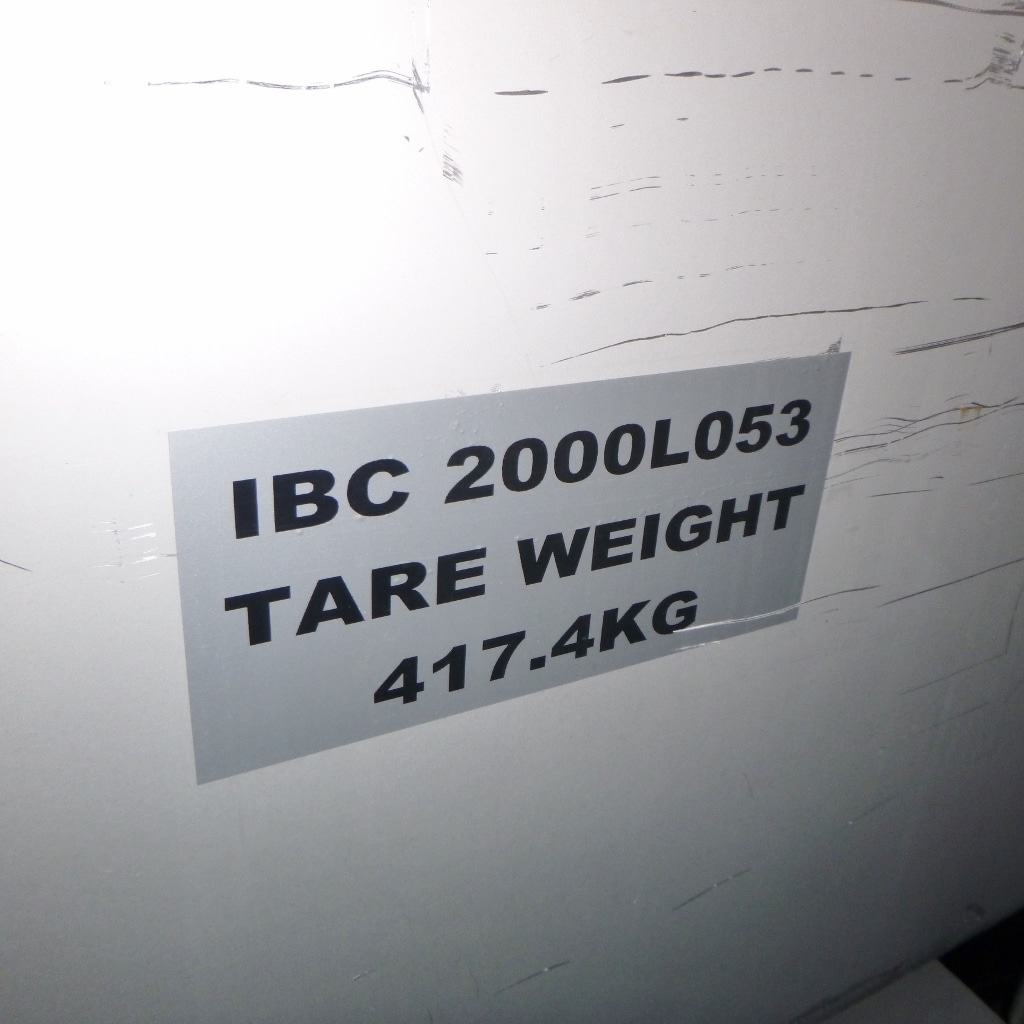 IBC 2000L053
TARE WEIGHT
417.4KG